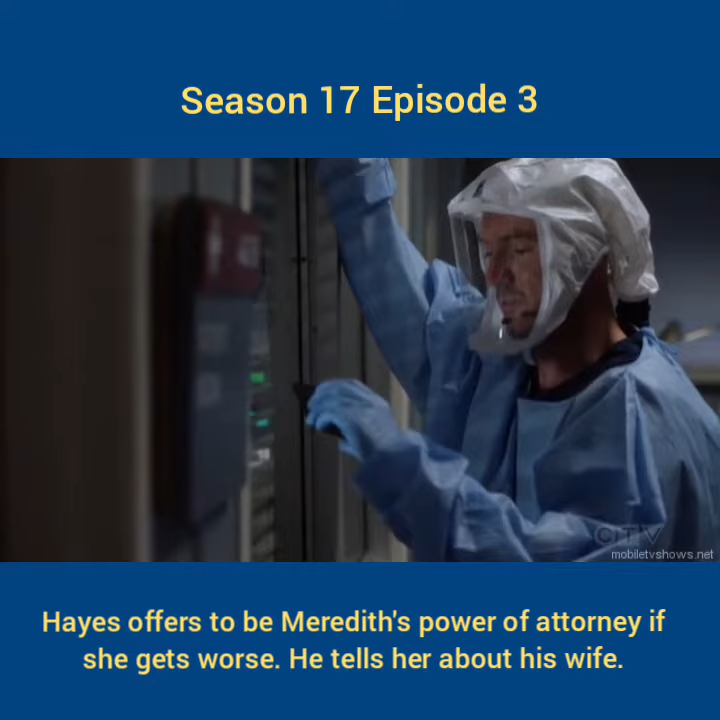 Season 17 Episode 3
CTV
mobiletvshows.net
Hayes offers to be Meredith's power of attorney if
she gets worse. He tells her about his wife.